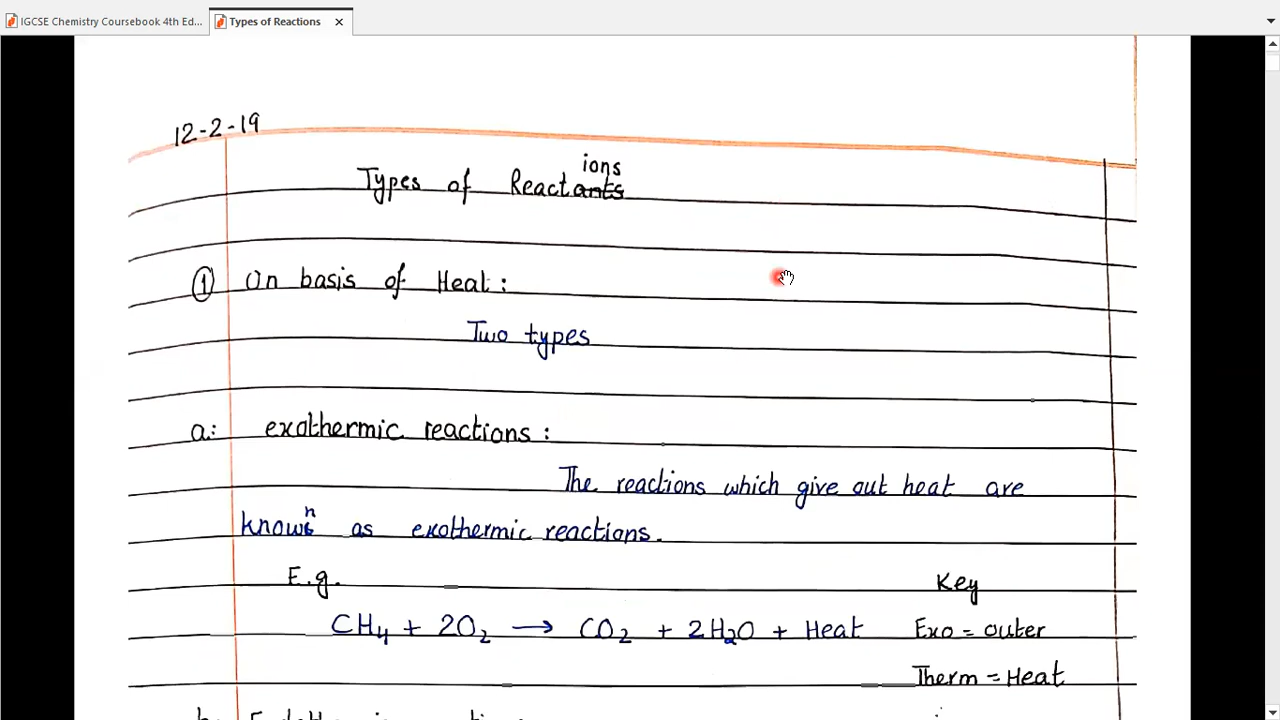 IGCSE Chemistry Coursebook 4th Ed...
Types of Reactions
12-2-19
Types of Reactants ions
① On basis of Heat:
Two types
a: exothermic reactions:
The reactions which give out heat are
known as exothermic reactions.
E.g.
Key
CH₄ + 2O₂ → CO₂ + 2H₂O + Heat
Exo = outer
Therm = Heat